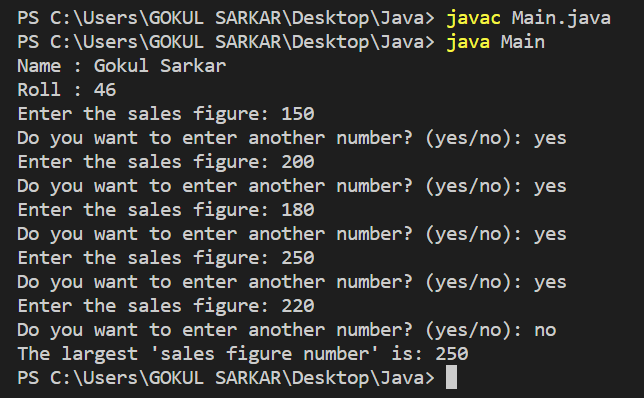 PS C:\Users\GOKUL SARKAR\Desktop\Java> javac Main.java
PS C:\Users\GOKUL SARKAR\Desktop\Java> java Main
Name : Gokul Sarkar
Roll : 46
Enter the sales figure: 150
Do you want to enter another number? (yes/no): yes
Enter the sales figure: 200
Do you want to enter another number? (yes/no): yes
Enter the sales figure: 180
Do you want to enter another number? (yes/no): yes
Enter the sales figure: 250
Do you want to enter another number? (yes/no): yes
Enter the sales figure: 220
Do you want to enter another number? (yes/no): no
The largest 'sales figure number' is: 250
PS C:\Users\GOKUL SARKAR\Desktop\Java>